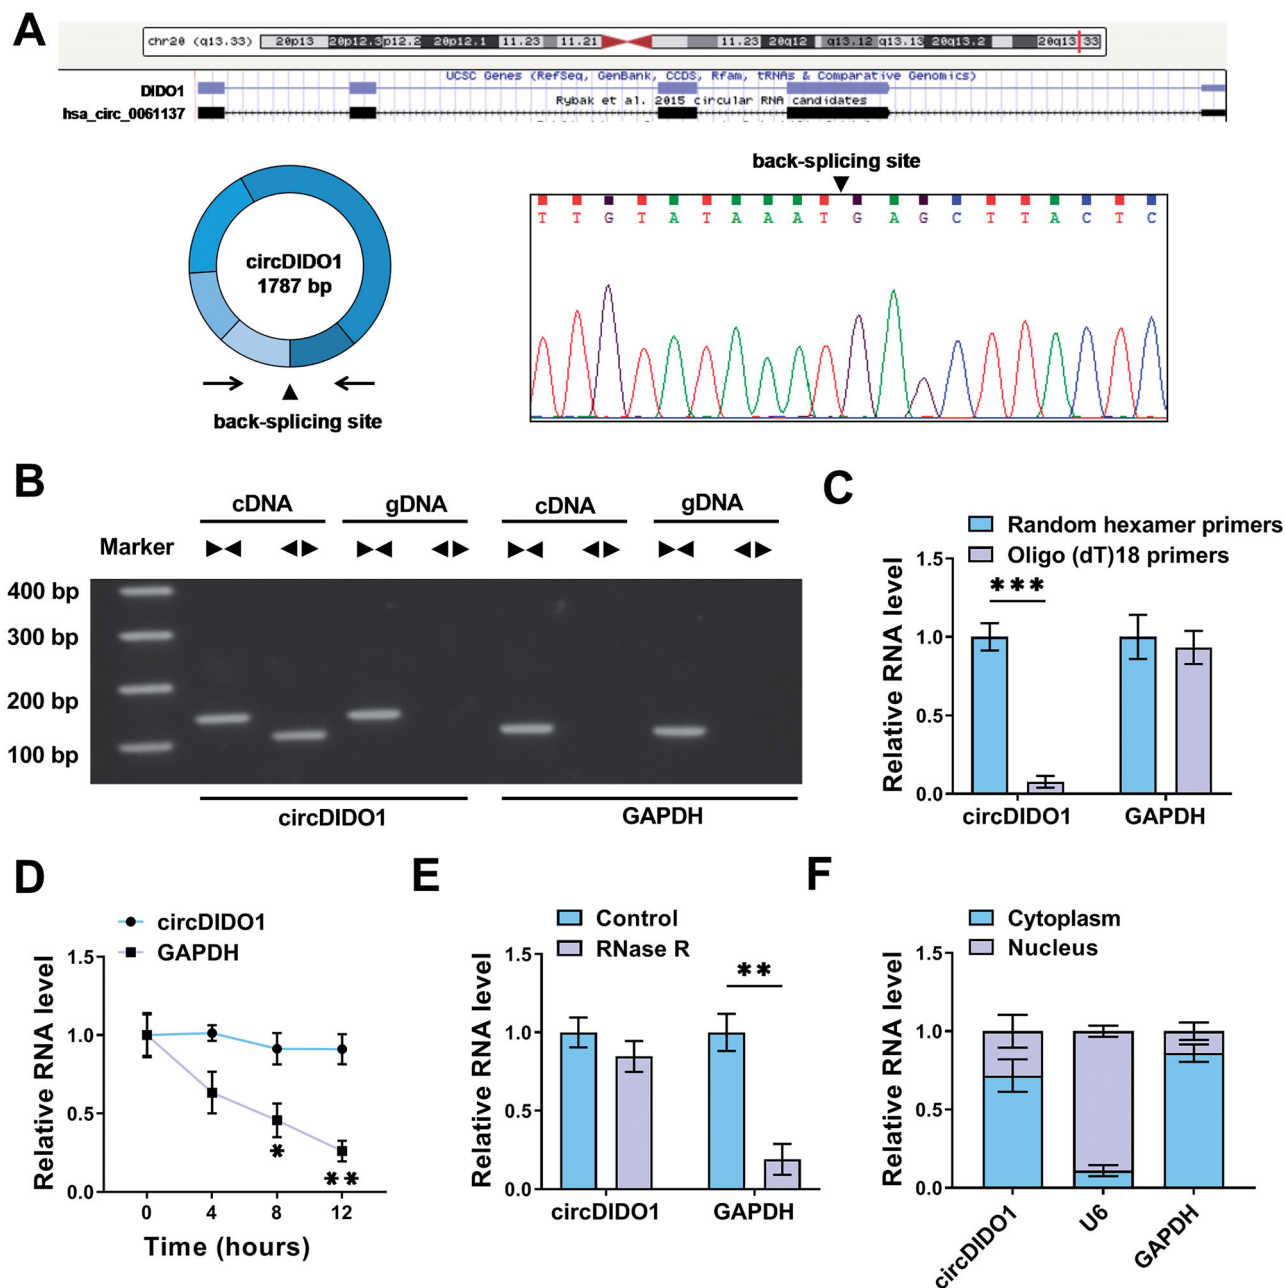 A
chr20 (q13.33) 20p13 20p12.3 p12.2 20p12.1 11.23 11.21 11.23 20q12 q13.12 q13.13 20q13.2 20q13 33
UCSC Genes (RefSeq, GenBank, CCDS, Rfam, tRNAs & Comparative Genomics)
DIDO1
Rybak et al. 2015 circular RNA candidates
hsa_circ_0061137
back-splicing site
T T G T A T A A A T G A G C T T A C T C
circDIDO1
1787 bp
back-splicing site
B
cDNA gDNA cDNA gDNA
Marker
400 bp
300 bp
200 bp
100 bp
circDIDO1 GAPDH
C
Random hexamer primers
Oligo (dT)18 primers
Relative RNA level
1.5
1.0
0.5
0.0
***
circDIDO1 GAPDH
D
circDIDO1
GAPDH
Relative RNA level
1.5
1.0
0.5
0.0
*
**
0 4 8 12
Time (hours)
E
Control
RNase R
Relative RNA level
1.5
1.0
0.5
0.0
**
circDIDO1 GAPDH
F
Cytoplasm
Nucleus
Relative RNA level
1.5
1.0
0.5
0.0
circDIDO1 U6 GAPDH